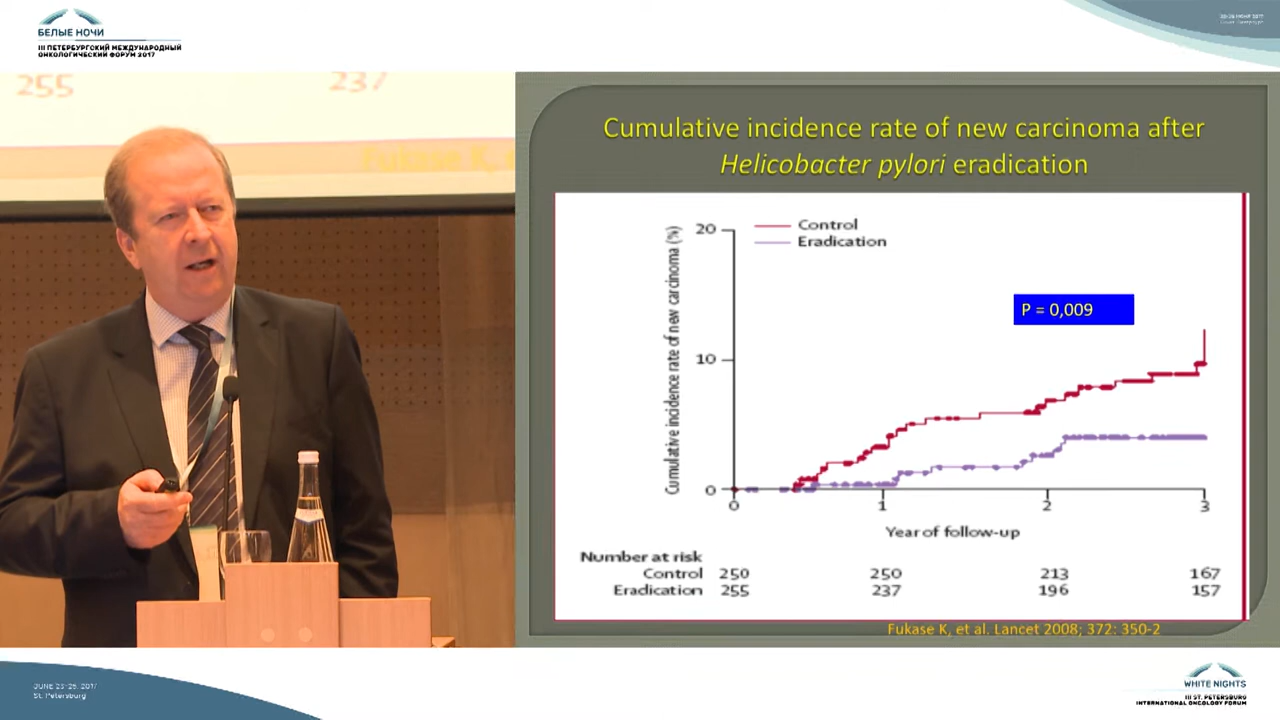 БЕЛЫЕ НОЧИ
III ПЕТЕРБУРГСКИЙ МЕЖДУНАРОДНЫЙ
ОНКОЛОГИЧЕСКИЙ ФОРУМ 2017
255
237
Fukase K,
Cumulative incidence rate of new carcinoma after
Helicobacter pylori eradication
Cumulative incidence rate of new carcinoma (%)
20
10
0
Control
Eradication
P = 0,009
0 1 2 3
Year of follow-up
Number at risk
Control 250 250 213 167
Eradication 255 237 196 157
Fukase K, et al. Lancet 2008; 372: 350-2
JUNE 23-25, 2017
St. Petersburg
WHITE NIGHTS
III ST. PETERSBURG
INTERNATIONAL ONCOLOGY FORUM